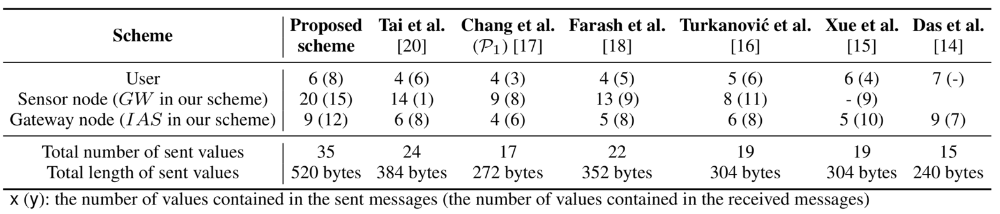 Scheme Proposed scheme Tai et al. [20] Chang et al. (𝒫₁) [17] Farash et al. [18] Turkanović et al. [16] Xue et al. [15] Das et al. [14]
User 6 (8) 4 (6) 4 (3) 4 (5) 5 (6) 6 (4) 7 (-)
Sensor node (GW in our scheme) 20 (15) 14 (1) 9 (8) 13 (9) 8 (11) - (9)
Gateway node (IAS in our scheme) 9 (12) 6 (8) 4 (6) 5 (8) 6 (8) 5 (10) 9 (7)
Total number of sent values 35 24 17 22 19 19 15
Total length of sent values 520 bytes 384 bytes 272 bytes 352 bytes 304 bytes 304 bytes 240 bytes
x (y): the number of values contained in the sent messages (the number of values contained in the received messages)